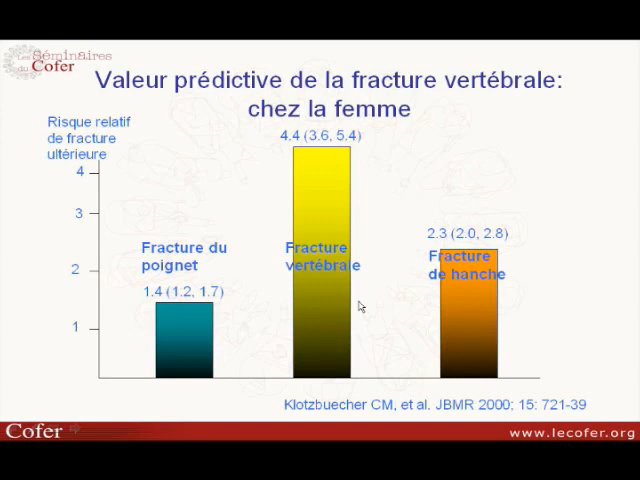 Les Séminaires
du Cofer
Valeur prédictive de la fracture vertébrale:
chez la femme
Risque relatif
de fracture
ultérieure
4.4 (3.6, 5.4)
4
3
2.3 (2.0, 2.8)
Fracture du
poignet
Fracture
vertébrale
Fracture
de hanche
2
1.4 (1.2, 1.7)
1
Klotzbuecher CM, et al. JBMR 2000; 15: 721-39
Cofer
www.lecofer.org